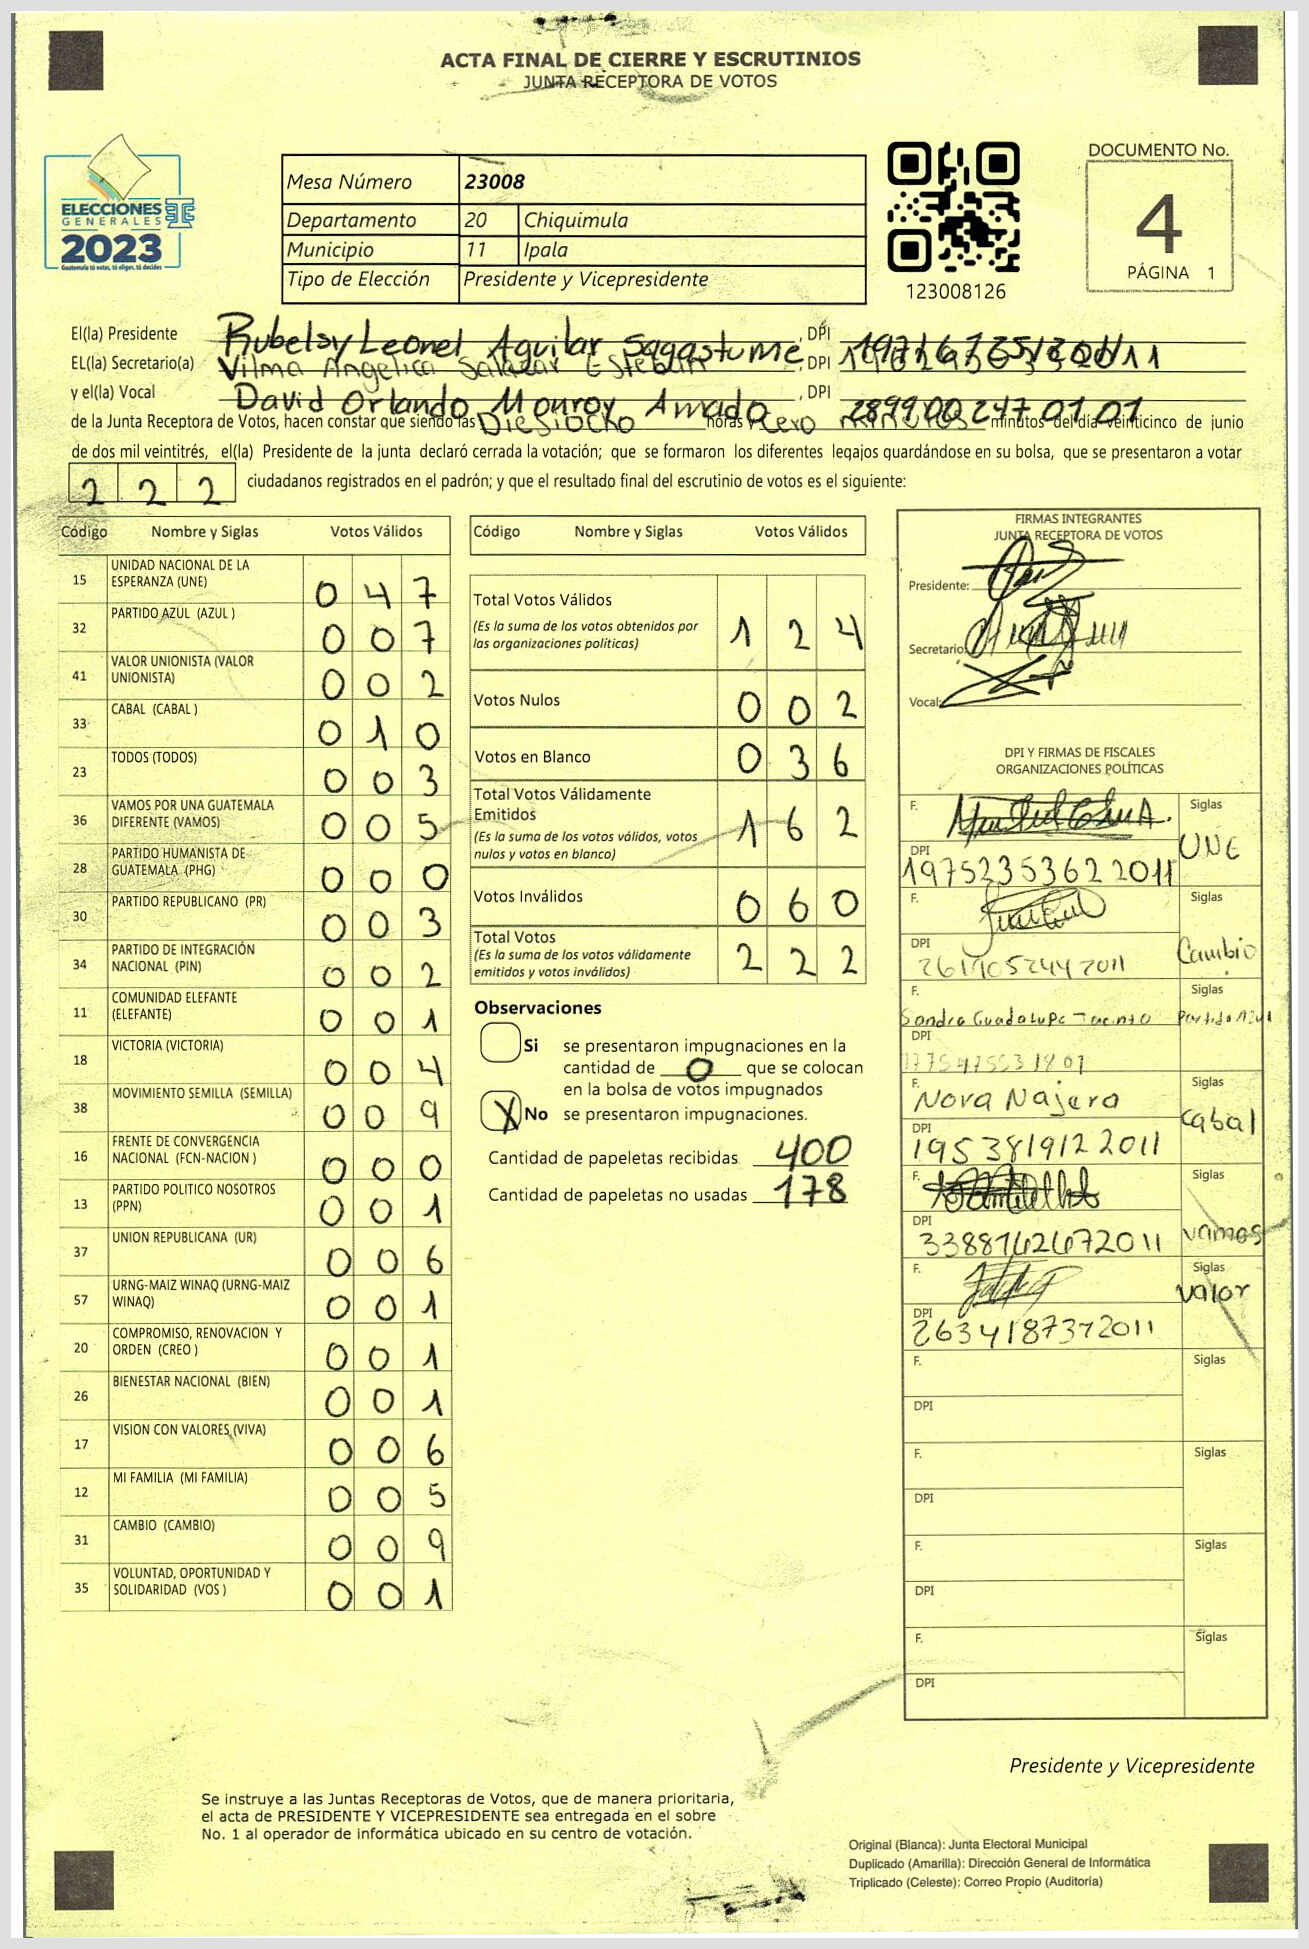 ACTA FINAL DE CIERRE Y ESCRUTINIOS
JUNTA RECEPTORA DE VOTOS
ELECCIONES
GENERALES
2023
Guatemala tú votas, tú eliges, tú decides
Mesa Número 23008
Departamento 20 Chiquimula
Municipio 11 Ipala
Tipo de Elección Presidente y Vicepresidente
123008126
DOCUMENTO No.
4
PÁGINA 1
El(la) Presidente Rubelsy Leonel Aguilar Sagastume, DPI
EL(la) Secretario(a) Vilma Angelica Salazar Esteban, DPI
y el(la) Vocal David Orlando Monroy Amado, DPI 2899 00247 0101
de la Junta Receptora de Votos, hacen constar que siendo las Diesiocho horas y cero minutos minutos del día veinticinco de junio
de dos mil veintitrés, el(la) Presidente de la junta declaró cerrada la votación; que se formaron los diferentes legajos guardándose en su bolsa, que se presentaron a votar
2 2 2 ciudadanos registrados en el padrón; y que el resultado final del escrutinio de votos es el siguiente:
Código Nombre y Siglas Votos Válidos
15 UNIDAD NACIONAL DE LA
ESPERANZA (UNE) 0 4 7
32 PARTIDO AZUL (AZUL ) 0 0 7
41 VALOR UNIONISTA (VALOR
UNIONISTA) 0 0 2
33 CABAL (CABAL ) 0 1 0
23 TODOS (TODOS) 0 0 3
36 VAMOS POR UNA GUATEMALA
DIFERENTE (VAMOS) 0 0 5
28 PARTIDO HUMANISTA DE
GUATEMALA (PHG) 0 0 0
30 PARTIDO REPUBLICANO (PR) 0 0 3
34 PARTIDO DE INTEGRACIÓN
NACIONAL (PIN) 0 0 2
11 COMUNIDAD ELEFANTE
(ELEFANTE) 0 0 1
18 VICTORIA (VICTORIA) 0 0 4
38 MOVIMIENTO SEMILLA (SEMILLA) 0 0 9
16 FRENTE DE CONVERGENCIA
NACIONAL (FCN-NACION ) 0 0 0
13 PARTIDO POLITICO NOSOTROS
(PPN) 0 0 1
37 UNION REPUBLICANA (UR) 0 0 6
57 URNG-MAIZ WINAQ (URNG-MAIZ
WINAQ) 0 0 1
20 COMPROMISO, RENOVACION Y
ORDEN (CREO ) 0 0 1
26 BIENESTAR NACIONAL (BIEN) 0 0 1
17 VISION CON VALORES (VIVA) 0 0 6
12 MI FAMILIA (MI FAMILIA) 0 0 5
31 CAMBIO (CAMBIO) 0 0 9
35 VOLUNTAD, OPORTUNIDAD Y
SOLIDARIDAD (VOS ) 0 0 1
Código Nombre y Siglas Votos Válidos
Total Votos Válidos
(Es la suma de los votos obtenidos por
las organizaciones políticas) 1 2 4
Votos Nulos 0 0 2
Votos en Blanco 0 3 6
Total Votos Válidamente
Emitidos
(Es la suma de los votos válidos, votos
nulos y votos en blanco) 1 6 2
Votos Inválidos 0 6 0
Total Votos
(Es la suma de los votos válidamente
emitidos y votos inválidos) 2 2 2
Observaciones
Si se presentaron impugnaciones en la
cantidad de 0 que se colocan
en la bolsa de votos impugnados
X No se presentaron impugnaciones.
Cantidad de papeletas recibidas 400
Cantidad de papeletas no usadas 178
FIRMAS INTEGRANTES
JUNTA RECEPTORA DE VOTOS
Presidente:
Secretario:
Vocal:
DPI Y FIRMAS DE FISCALES
ORGANIZACIONES POLÍTICAS
F. Siglas
UNE
DPI
1975235362 2011
F. Siglas
DPI Cambio
F. Siglas
Sandra Guadalupe Jacinto Partido Azul
DPI
F. Siglas
Nora Najera
cabal
DPI
195 3819122011
F. Siglas
DPI vamos
3388142672011
F. Siglas
valor
DPI
2634187372011
F. Siglas
DPI
F. Siglas
DPI
F. Siglas
DPI
F. Siglas
DPI
Presidente y Vicepresidente
Se instruye a las Juntas Receptoras de Votos, que de manera prioritaria,
el acta de PRESIDENTE Y VICEPRESIDENTE sea entregada en el sobre
No. 1 al operador de informática ubicado en su centro de votación.
Original (Blanca): Junta Electoral Municipal
Duplicado (Amarilla): Dirección General de Informática
Triplicado (Celeste): Correo Propio (Auditoría)